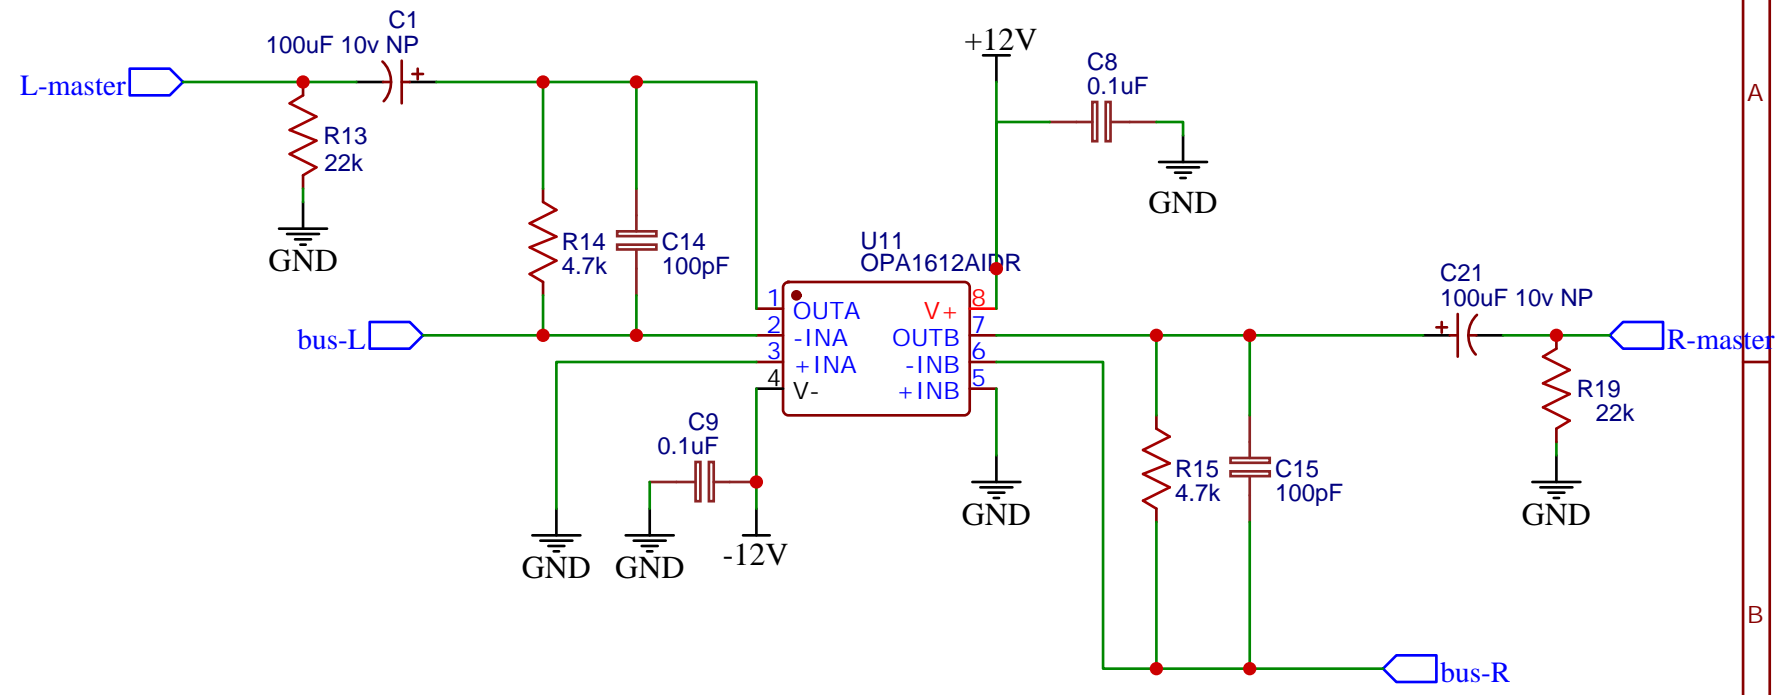 C1
100uF 10v NP
+
L-master
R13
22k
GND
R14
4.7k
C14
100pF
bus-L
+12V
C8
0.1uF
GND
U11
OPA1612AIDR
1 OUTA V+ 8
2 -INA OUTB 7
3 +INA -INB 6
4 V- +INB 5
C9
0.1uF
GND
GND
-12V
GND
C21
100uF 10v NP
+
R-master
R19
22k
GND
R15
4.7k
C15
100pF
bus-R
A
B